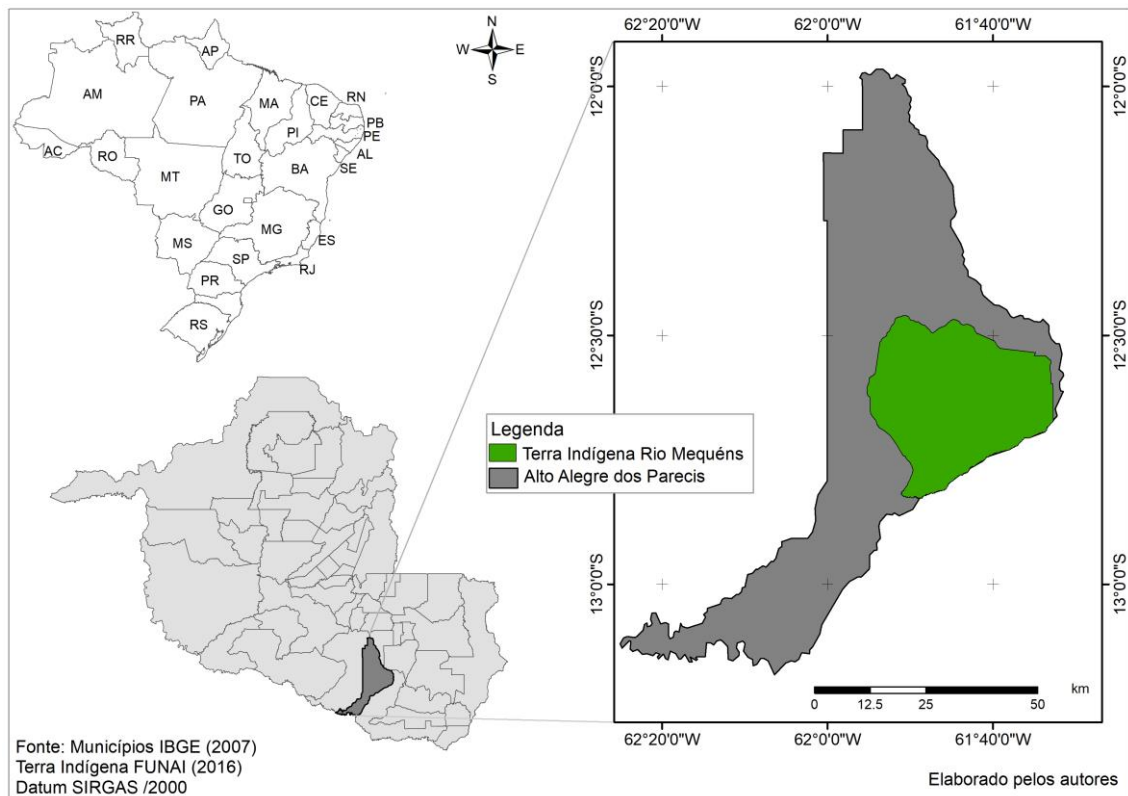 RR
AP
AM
PA
MA
CE
RN
PB
PE
AL
SE
PI
AC
RO
TO
BA
MT
GO
MG
ES
MS
SP
RJ
PR
RS
N
W E
S
62°20'0"W 62°0'0"W 61°40'0"W
12°0'0"S 12°0'0"S
12°30'0"S 12°30'0"S
13°0'0"S 13°0'0"S
Legenda
Terra Indígena Rio Mequéns
Alto Alegre dos Parecis
km
0 12.5 25 50
62°20'0"W 62°0'0"W 61°40'0"W
Fonte: Municípios IBGE (2007)
Terra Indígena FUNAI (2016)
Datum SIRGAS /2000
Elaborado pelos autores